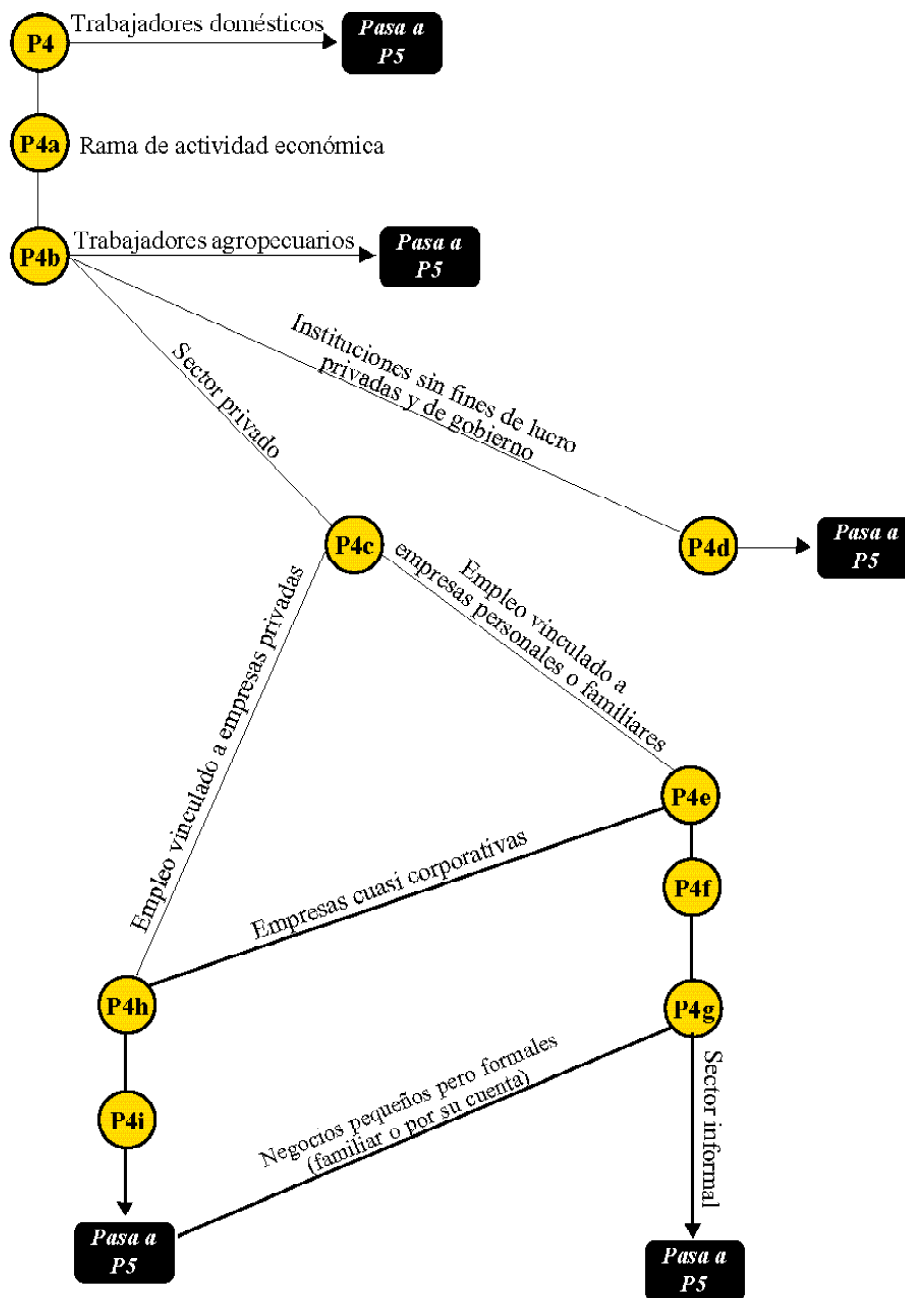 P4
Trabajadores domésticos
Pasa a
P5
P4a
Rama de actividad económica
P4b
Trabajadores agropecuarios
Pasa a
P5
Instituciones sin fines de lucro
privadas y de gobierno
Sector privado
P4c
P4d
Pasa a
P5
Empleo vinculado a
empresas personales o familiares
Empleo vinculado a empresas privadas
P4e
Empresas cuasi corporativas
P4f
P4h
P4g
Negocios pequeños pero formales
(familiar o por su cuenta)
Sector informal
P4i
Pasa a
P5
Pasa a
P5